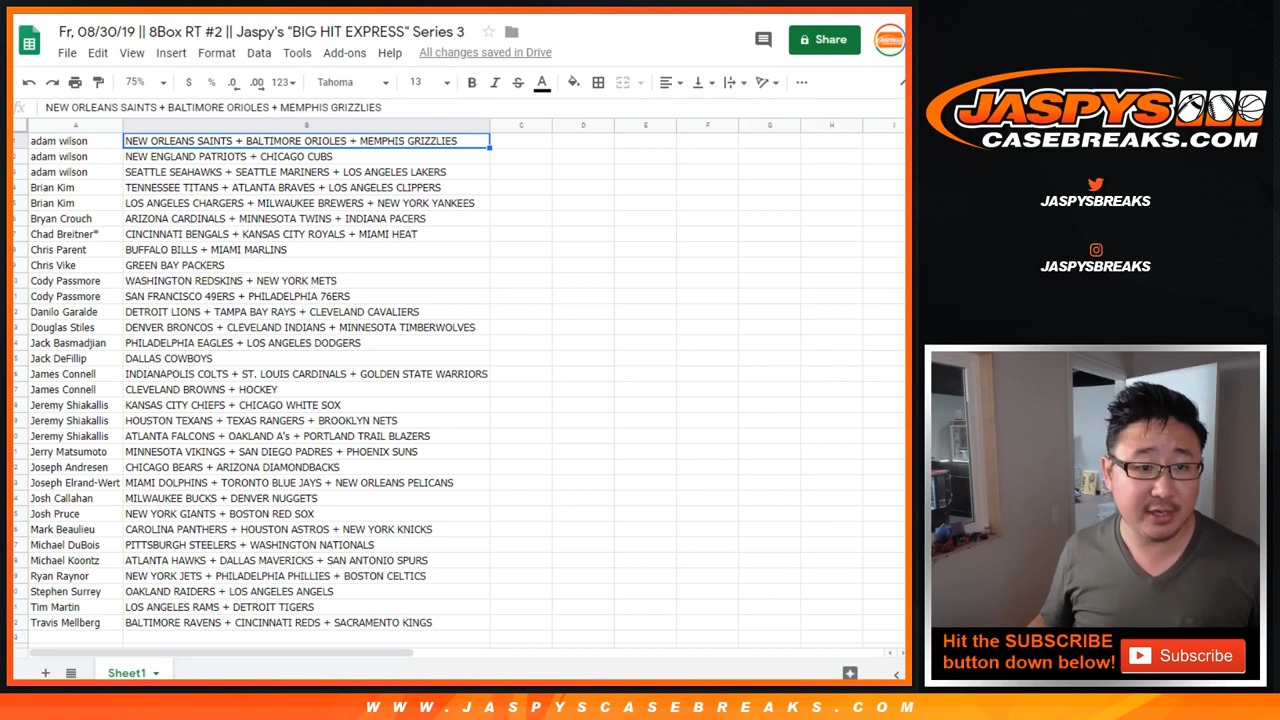 Fr, 08/30/19 || 8Box RT #2 || Jaspy's "BIG HIT EXPRESS" Series 3
File Edit View Insert Format Data Tools Add-ons Help All changes saved in Drive
Share
75% $ % .0 .00 123 Tahoma 13 B I S A
fx NEW ORLEANS SAINTS + BALTIMORE ORIOLES + MEMPHIS GRIZZLIES
A B C D E F G H I
adam wilson NEW ORLEANS SAINTS + BALTIMORE ORIOLES + MEMPHIS GRIZZLIES
adam wilson NEW ENGLAND PATRIOTS + CHICAGO CUBS
adam wilson SEATTLE SEAHAWKS + SEATTLE MARINERS + LOS ANGELES LAKERS
Brian Kim TENNESSEE TITANS + ATLANTA BRAVES + LOS ANGELES CLIPPERS
Brian Kim LOS ANGELES CHARGERS + MILWAUKEE BREWERS + NEW YORK YANKEES
Bryan Crouch ARIZONA CARDINALS + MINNESOTA TWINS + INDIANA PACERS
Chad Breitner* CINCINNATI BENGALS + KANSAS CITY ROYALS + MIAMI HEAT
Chris Parent BUFFALO BILLS + MIAMI MARLINS
Chris Vike GREEN BAY PACKERS
Cody Passmore WASHINGTON REDSKINS + NEW YORK METS
Cody Passmore SAN FRANCISCO 49ERS + PHILADELPHIA 76ERS
Danilo Garalde DETROIT LIONS + TAMPA BAY RAYS + CLEVELAND CAVALIERS
Douglas Stiles DENVER BRONCOS + CLEVELAND INDIANS + MINNESOTA TIMBERWOLVES
Jack Basmadjian PHILADELPHIA EAGLES + LOS ANGELES DODGERS
Jack DeFillip DALLAS COWBOYS
James Connell INDIANAPOLIS COLTS + ST. LOUIS CARDINALS + GOLDEN STATE WARRIORS
James Connell CLEVELAND BROWNS + HOCKEY
Jeremy Shiakallis KANSAS CITY CHIEFS + CHICAGO WHITE SOX
Jeremy Shiakallis HOUSTON TEXANS + TEXAS RANGERS + BROOKLYN NETS
Jeremy Shiakallis ATLANTA FALCONS + OAKLAND A's + PORTLAND TRAIL BLAZERS
Jerry Matsumoto MINNESOTA VIKINGS + SAN DIEGO PADRES + PHOENIX SUNS
Joseph Andresen CHICAGO BEARS + ARIZONA DIAMONDBACKS
Joseph Elrand-Wert MIAMI DOLPHINS + TORONTO BLUE JAYS + NEW ORLEANS PELICANS
Josh Callahan MILWAUKEE BUCKS + DENVER NUGGETS
Josh Pruce NEW YORK GIANTS + BOSTON RED SOX
Mark Beaulieu CAROLINA PANTHERS + HOUSTON ASTROS + NEW YORK KNICKS
Michael DuBois PITTSBURGH STEELERS + WASHINGTON NATIONALS
Michael Koontz ATLANTA HAWKS + DALLAS MAVERICKS + SAN ANTONIO SPURS
Ryan Raynor NEW YORK JETS + PHILADELPHIA PHILLIES + BOSTON CELTICS
Stephen Surrey OAKLAND RAIDERS + LOS ANGELES ANGELS
Tim Martin LOS ANGELES RAMS + DETROIT TIGERS
Travis Mellberg BALTIMORE RAVENS + CINCINNATI REDS + SACRAMENTO KINGS
Sheet1
JASPYS
CASEBREAKS.COM
JASPYSBREAKS
JASPYSBREAKS
Hit the SUBSCRIBE
button down below!
Subscribe
WWW.JASPYSCASEBREAKS.COM